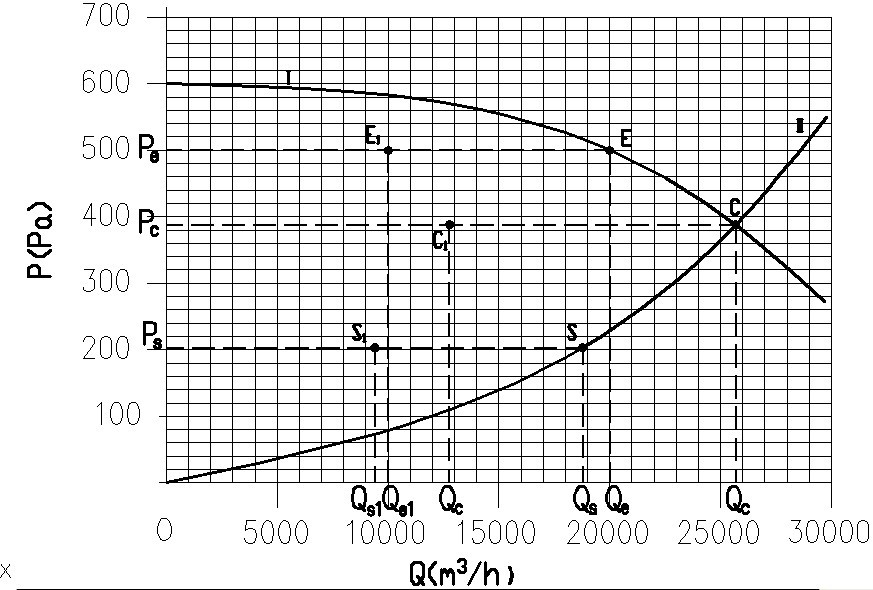 700
I
600
II
E₁ E
500 Pe
C
400 Pc
C₁
P(Pa)
300
S₁ S
200 Ps
100
Qs1 Qe1 Qc Qs Qe Qc
0 5000 10000 15000 20000 25000 30000
Q(m³/h)
x